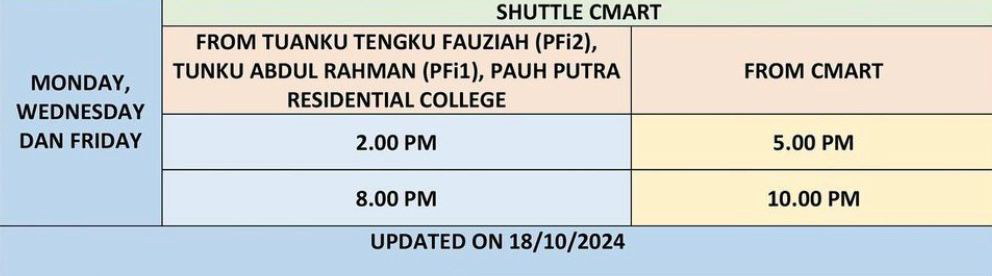 SHUTTLE CMART
MONDAY,
WEDNESDAY
DAN FRIDAY
FROM TUANKU TENGKU FAUZIAH (PFi2),
TUNKU ABDUL RAHMAN (PFi1), PAUH PUTRA
RESIDENTIAL COLLEGE
FROM CMART
2.00 PM
5.00 PM
8.00 PM
10.00 PM
UPDATED ON 18/10/2024